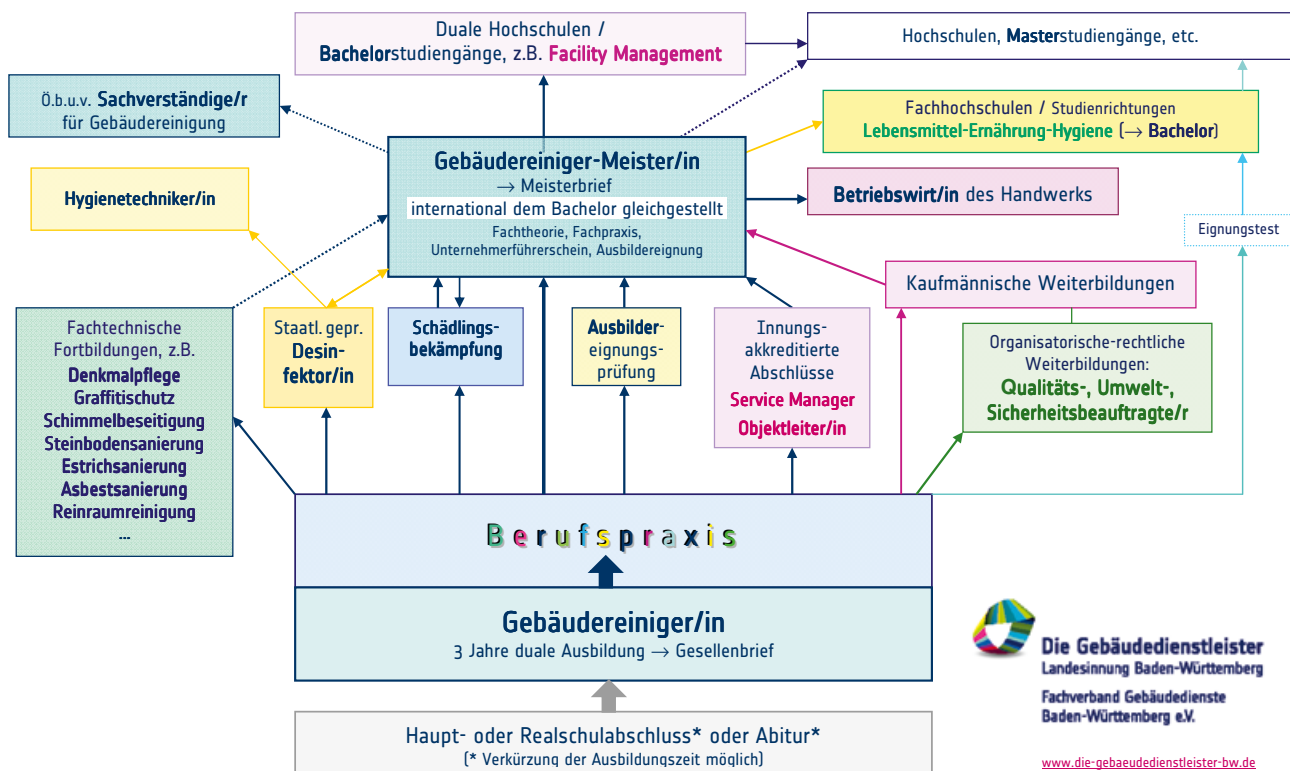 Duale Hochschulen /
Bachelorstudiengänge, z.B. Facility Management
Hochschulen, Masterstudiengänge, etc.
Ö.b.u.v. Sachverständige/r
für Gebäudereinigung
Fachhochschulen / Studienrichtungen
Lebensmittel-Ernährung-Hygiene (→ Bachelor)
Gebäudereiniger-Meister/in
→ Meisterbrief
international dem Bachelor gleichgestellt
Fachtheorie, Fachpraxis,
Unternehmerführerschein, Ausbildereignung
Hygienetechniker/in
Betriebswirt/in des Handwerks
Eignungstest
Kaufmännische Weiterbildungen
Fachtechnische
Fortbildungen, z.B.
Denkmalpflege
Graffitischutz
Schimmelbeseitigung
Steinbodensanierung
Estrichsanierung
Asbestsanierung
Reinraumreinigung
...
Staatl. gepr.
Desin-
fektor/in
Schädlings-
bekämpfung
Ausbilder-
eignungs-
prüfung
Innungs-
akkreditierte
Abschlüsse
Service Manager
Objektleiter/in
Organisatorische-rechtliche
Weiterbildungen:
Qualitäts-, Umwelt-,
Sicherheitsbeauftragte/r
Berufspraxis
Gebäudereiniger/in
3 Jahre duale Ausbildung → Gesellenbrief
Haupt- oder Realschulabschluss* oder Abitur*
(* Verkürzung der Ausbildungszeit möglich)
Die Gebäudedienstleister
Landesinnung Baden-Württemberg
Fachverband Gebäudedienste
Baden-Württemberg e.V.
www.die-gebaeudedienstleister-bw.de